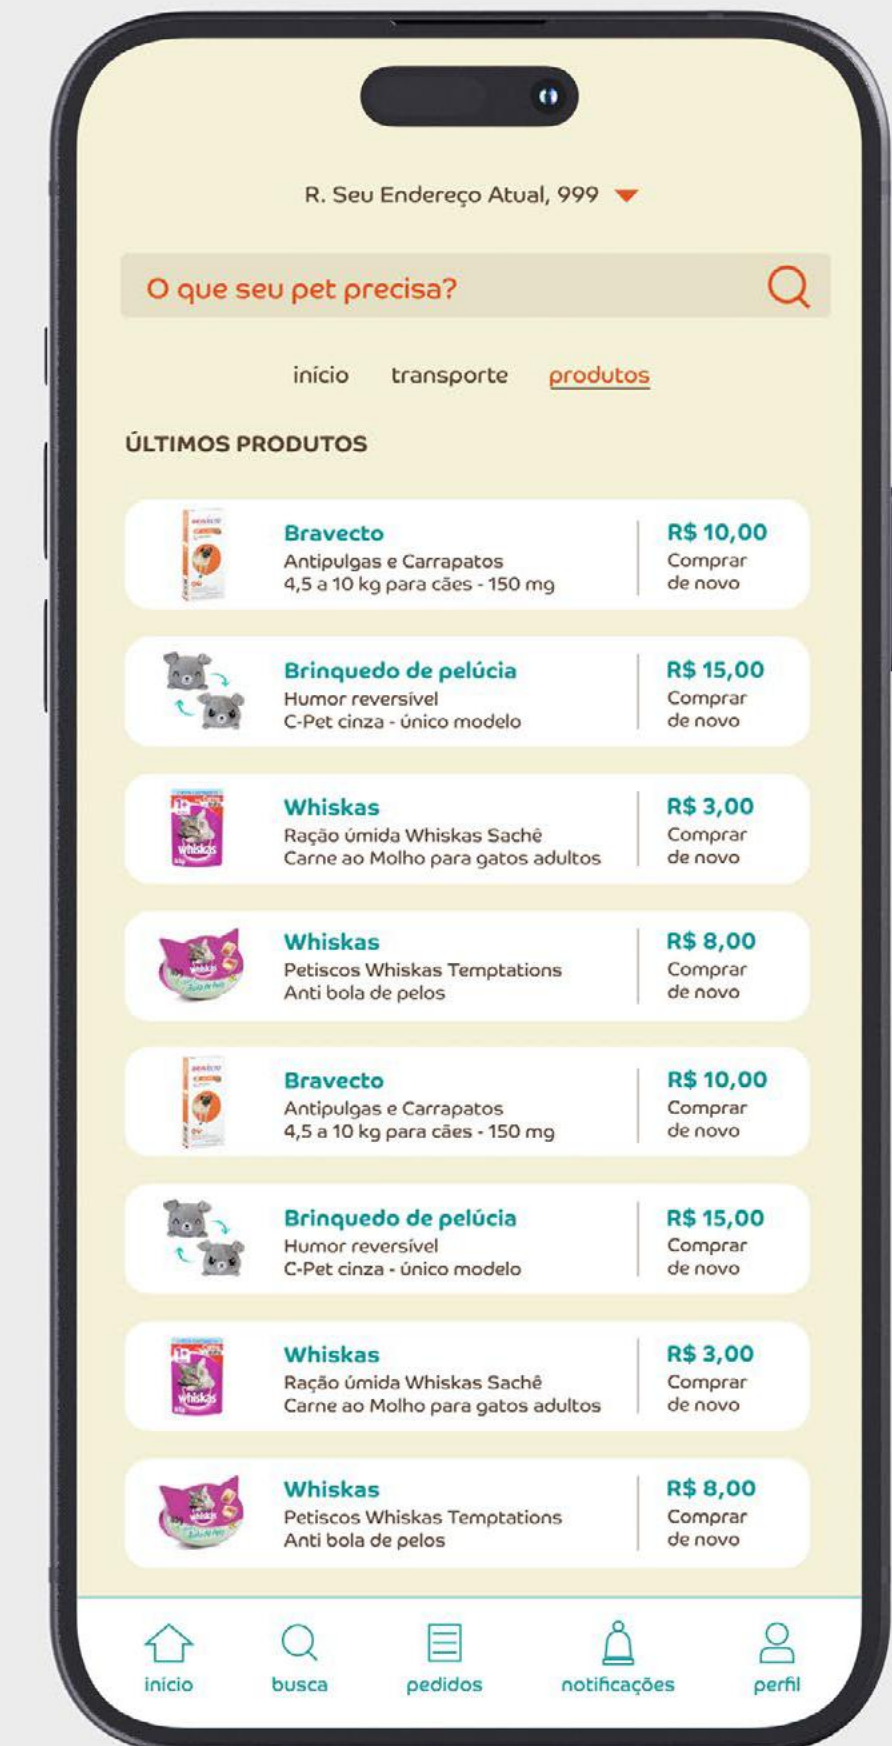 R. Seu Endereço Atual, 999
O que seu pet precisa?
início transporte produtos
ÚLTIMOS PRODUTOS
Bravecto
Antipulgas e Carrapatos
4,5 a 10 kg para cães - 150 mg
R$ 10,00
Comprar
de novo
Brinquedo de pelúcia
Humor reversível
C-Pet cinza - único modelo
R$ 15,00
Comprar
de novo
whiskas
Whiskas
Ração úmida Whiskas Sachê
Carne ao Molho para gatos adultos
R$ 3,00
Comprar
de novo
whiskas
Whiskas
Petiscos Whiskas Temptations
Anti bola de pelos
R$ 8,00
Comprar
de novo
Bravecto
Antipulgas e Carrapatos
4,5 a 10 kg para cães - 150 mg
R$ 10,00
Comprar
de novo
Brinquedo de pelúcia
Humor reversível
C-Pet cinza - único modelo
R$ 15,00
Comprar
de novo
whiskas
Whiskas
Ração úmida Whiskas Sachê
Carne ao Molho para gatos adultos
R$ 3,00
Comprar
de novo
whiskas
Whiskas
Petiscos Whiskas Temptations
Anti bola de pelos
R$ 8,00
Comprar
de novo
início busca pedidos notificações perfil